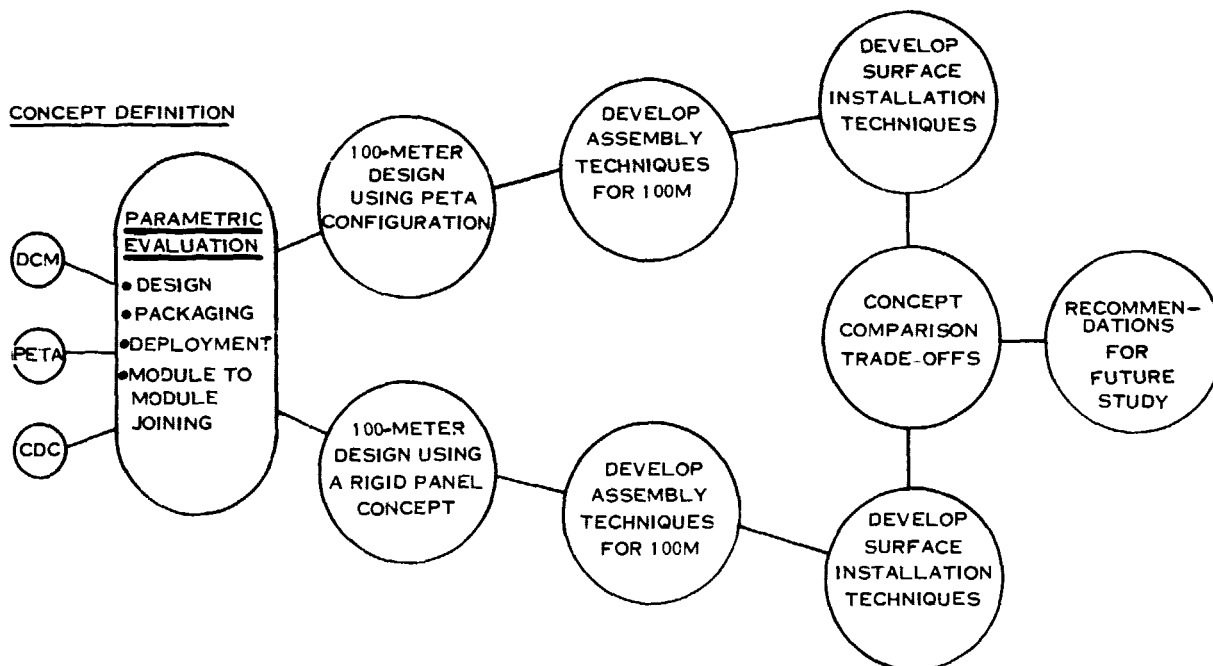 CONCEPT DEFINITION
DCM
PETA
CDC
PARAMETRIC
EVALUATION
• DESIGN
• PACKAGING
• DEPLOYMENT
• MODULE TO
MODULE
JOINING
100-METER
DESIGN
USING PETA
CONFIGURATION
DEVELOP
ASSEMBLY
TECHNIQUES
FOR 100M
DEVELOP
SURFACE
INSTALLATION
TECHNIQUES
100-METER
DESIGN USING
A RIGID PANEL
CONCEPT
DEVELOP
ASSEMBLY
TECHNIQUES
FOR 100M
DEVELOP
SURFACE
INSTALLATION
TECHNIQUES
CONCEPT
COMPARISON
TRADE-OFFS
RECOMMEN-
DATIONS
FOR
FUTURE
STUDY